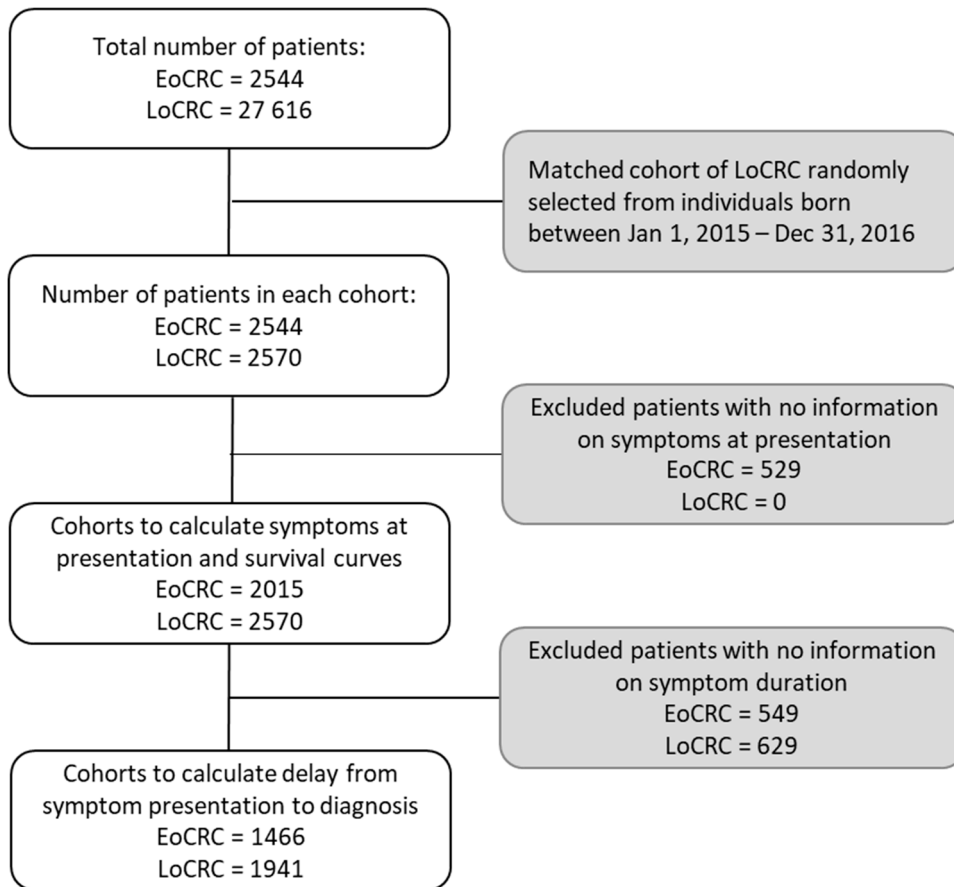 Total number of patients:
EoCRC = 2544
LoCRC = 27 616
Matched cohort of LoCRC randomly
selected from individuals born
between Jan 1, 2015 – Dec 31, 2016
Number of patients in each cohort:
EoCRC = 2544
LoCRC = 2570
Excluded patients with no information
on symptoms at presentation
EoCRC = 529
LoCRC = 0
Cohorts to calculate symptoms at
presentation and survival curves
EoCRC = 2015
LoCRC = 2570
Excluded patients with no information
on symptom duration
EoCRC = 549
LoCRC = 629
Cohorts to calculate delay from
symptom presentation to diagnosis
EoCRC = 1466
LoCRC = 1941